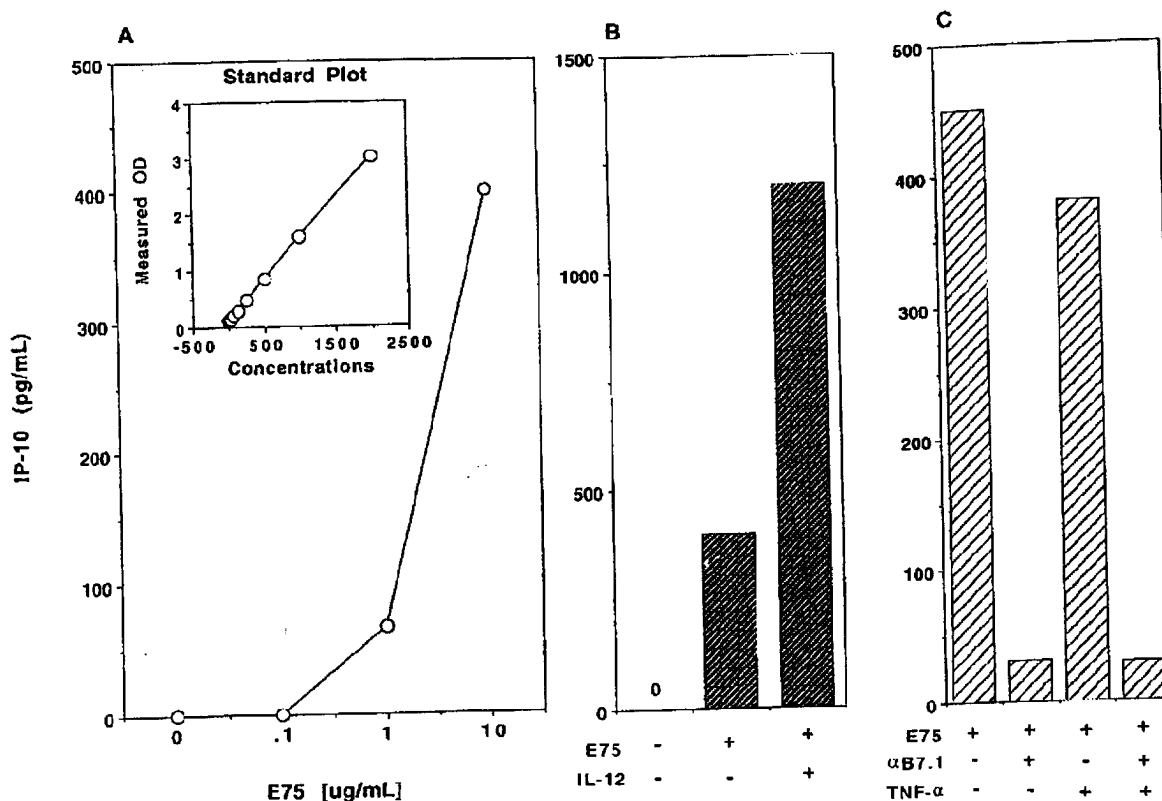 A
B
C
Standard Plot
Measured OD
4
3
2
1
0
-500 500 1500 2500
Concentrations
IP-10 (pg/mL)
500
400
300
200
100
0
0 .1 1 10
E75 [ug/mL]
1500
1000
500
0
0
E75 - + +
IL-12 - - +
500
400
300
200
100
0
E75 + + + +
αB7.1 - + - +
TNF-α - - + +